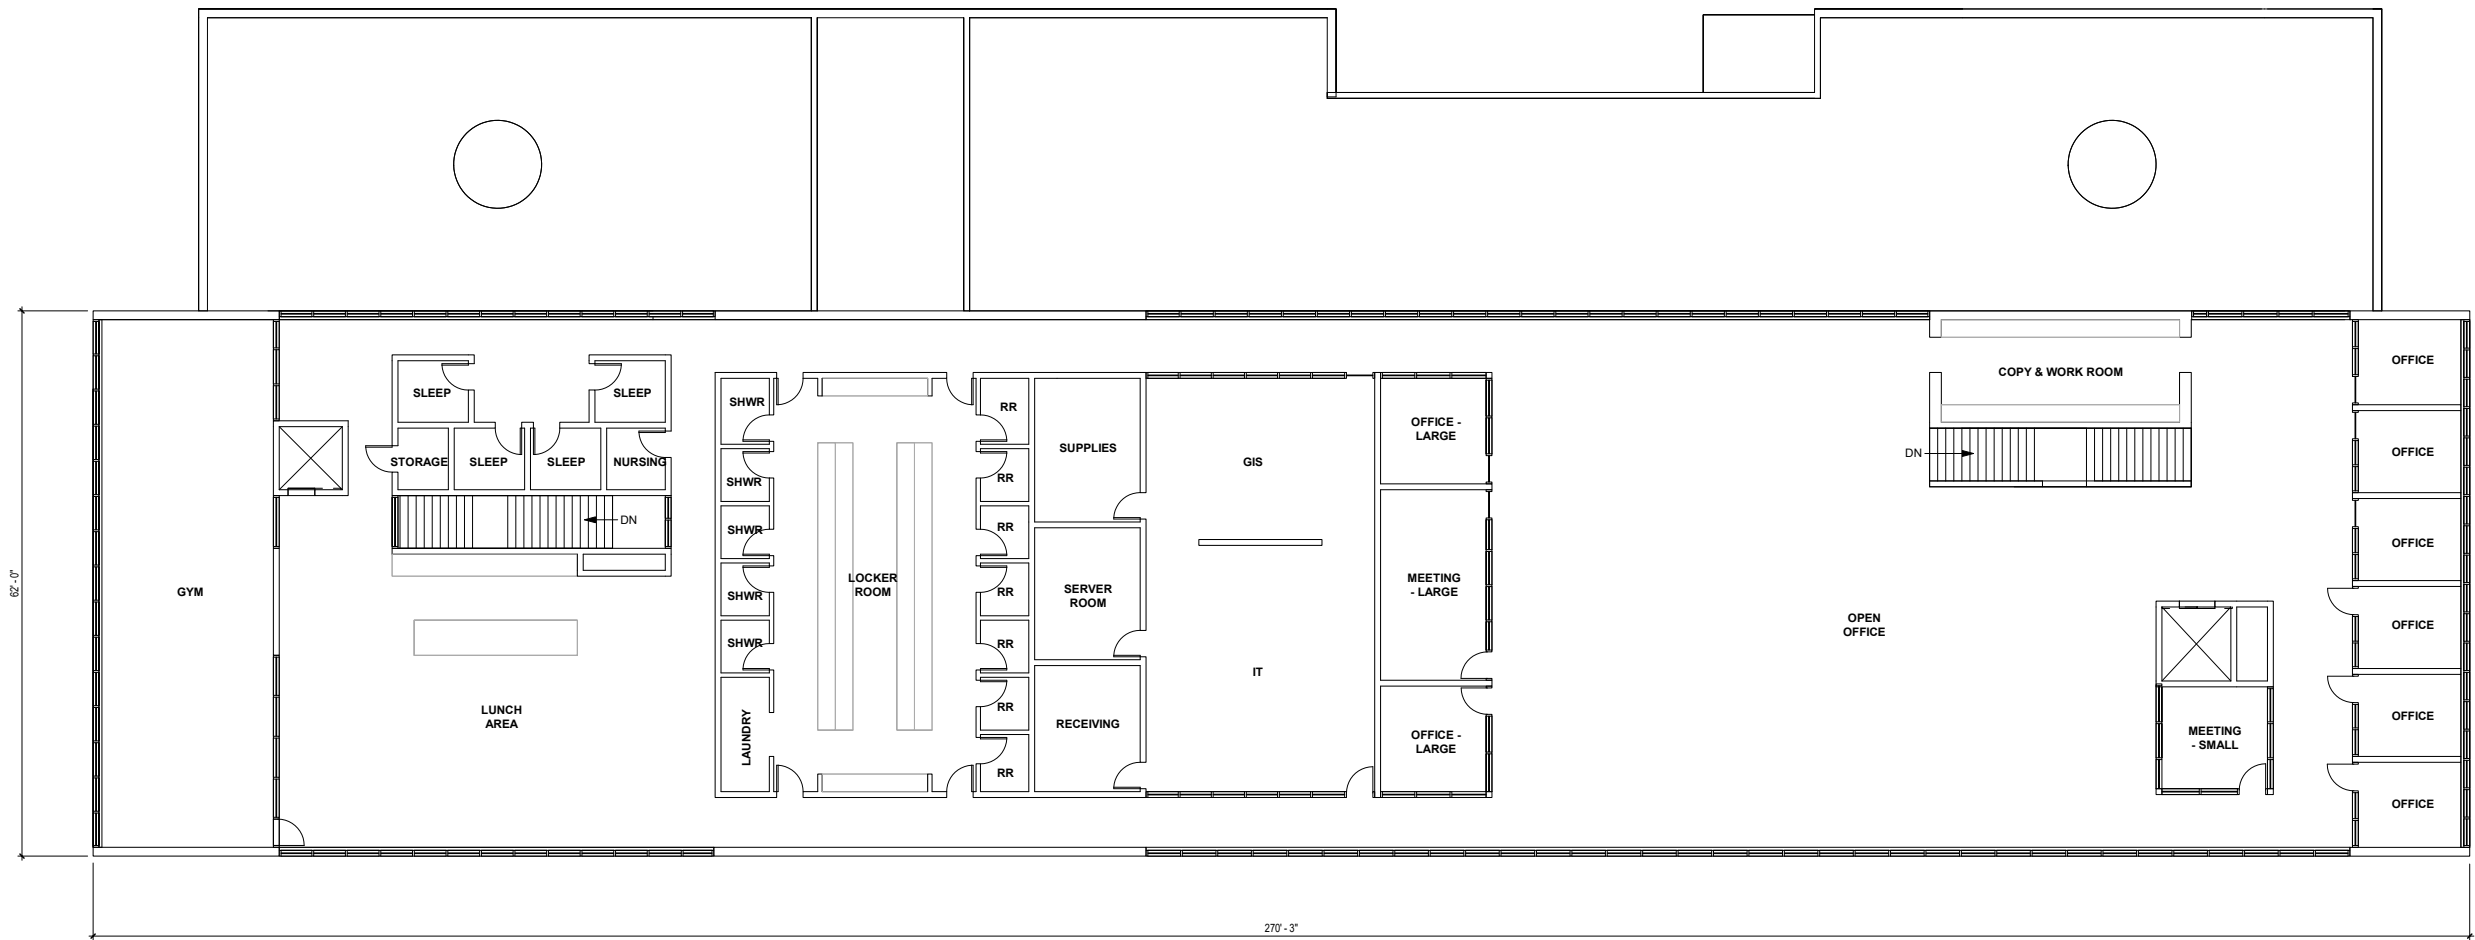 OFFICE
COPY & WORK ROOM
SLEEP
SLEEP
SHWR
RR
OFFICE -
LARGE
SUPPLIES
OFFICE
STORAGE
SLEEP
SLEEP
NURSING
GIS
DN
SHWR
RR
DN
SHWR
RR
OFFICE
62' - 0"
GYM
LOCKER
ROOM
SHWR
RR
SERVER
ROOM
MEETING
- LARGE
OPEN
OFFICE
OFFICE
SHWR
RR
IT
LUNCH
AREA
LAUNDRY
RR
RECEIVING
OFFICE -
LARGE
MEETING
- SMALL
OFFICE
RR
OFFICE
270' - 3"